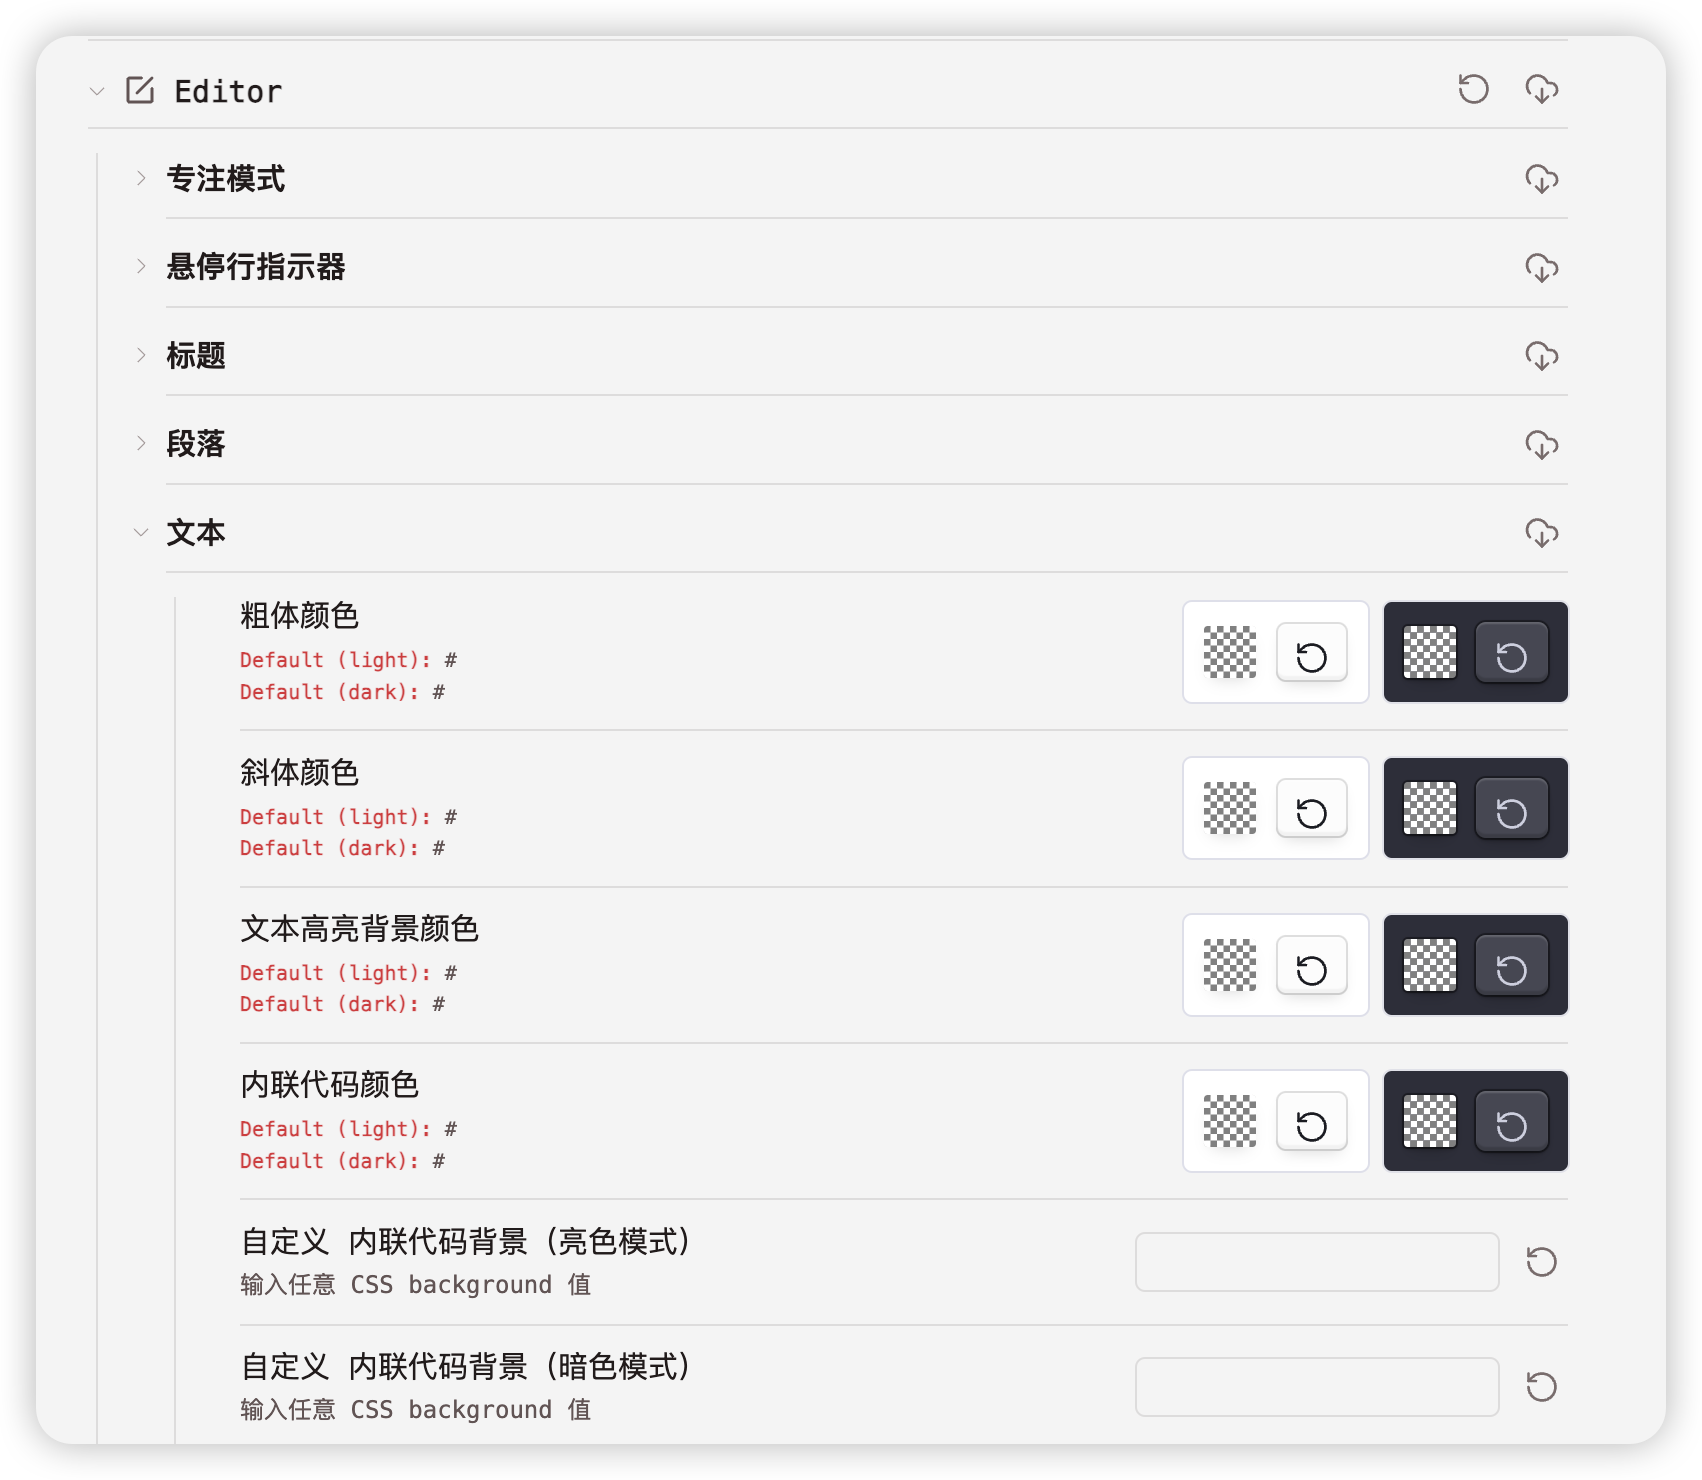 Editor
专注模式
悬停行指示器
标题
段落
文本
粗体颜色
Default (light): #
Default (dark): #
斜体颜色
Default (light): #
Default (dark): #
文本高亮背景颜色
Default (light): #
Default (dark): #
内联代码颜色
Default (light): #
Default (dark): #
自定义 内联代码背景（亮色模式）
输入任意 CSS background 值
自定义 内联代码背景（暗色模式）
输入任意 CSS background 值